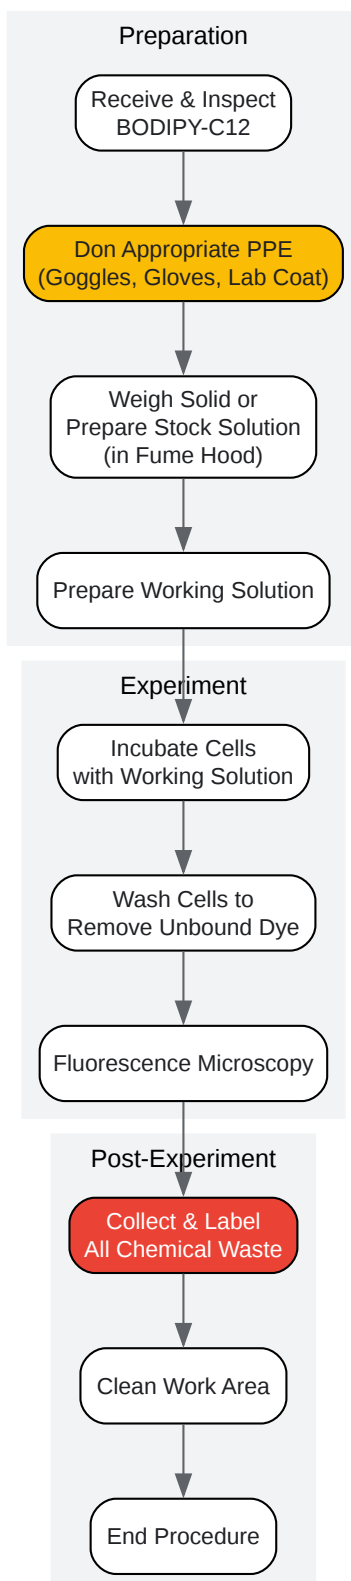 Preparation
Receive & Inspect
BODIPY-C12
Don Appropriate PPE
(Goggles, Gloves, Lab Coat)
Weigh Solid or
Prepare Stock Solution
(in Fume Hood)
Prepare Working Solution
Experiment
Incubate Cells
with Working Solution
Wash Cells to
Remove Unbound Dye
Fluorescence Microscopy
Post-Experiment
Collect & Label
All Chemical Waste
Clean Work Area
End Procedure